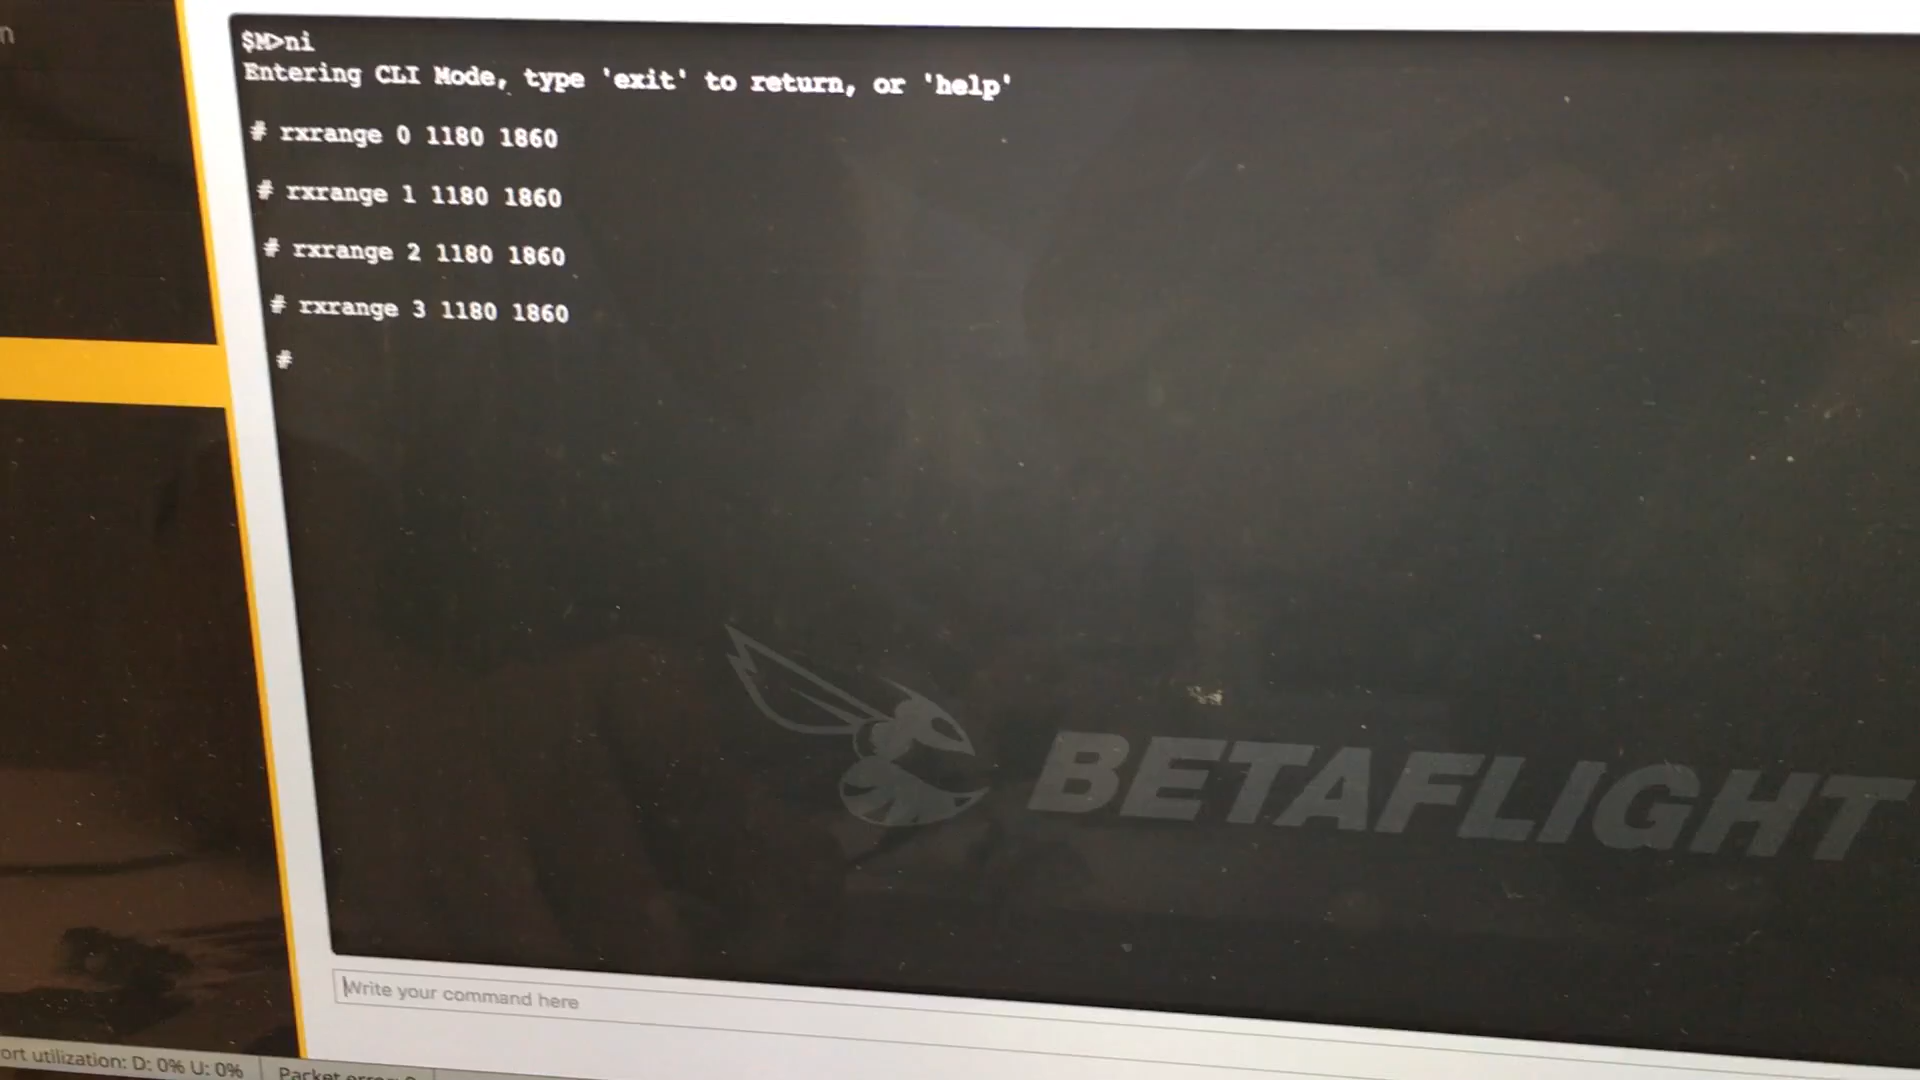 $M>ni
Entering CLI Mode, type 'exit' to return, or 'help'
# rxrange 0 1180 1860
# rxrange 1 1180 1860
# rxrange 2 1180 1860
# rxrange 3 1180 1860
#
BETAFLIGHT
Write your command here
ort utilization: D: 0% U: 0%
Packet